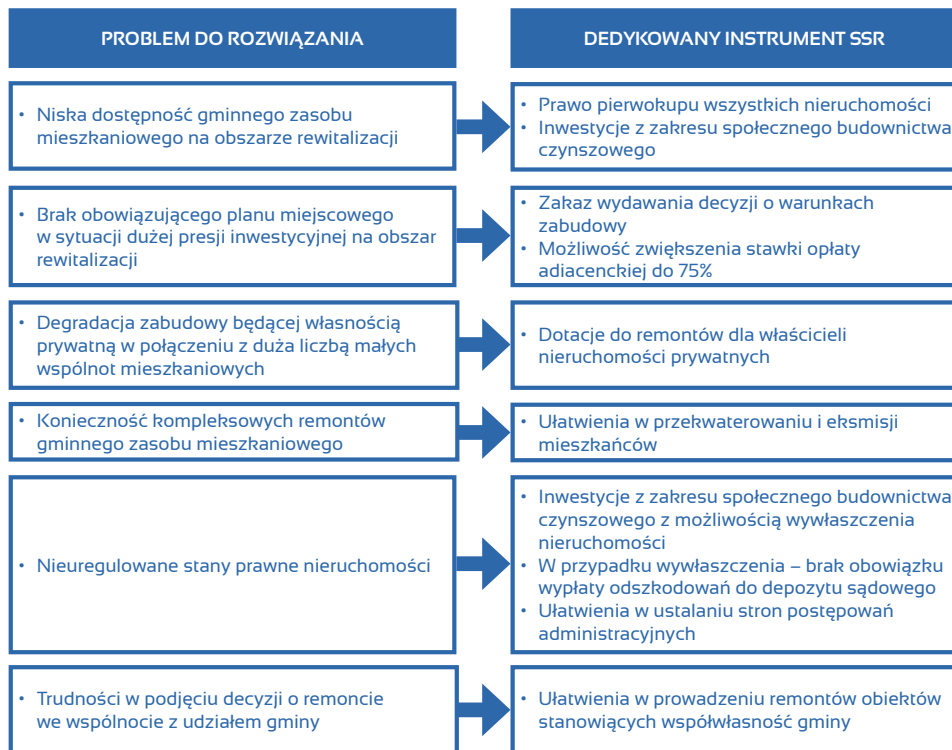 PROBLEM DO ROZWIĄZANIA
DEDYKOWANY INSTRUMENT SSR
• Niska dostępność gminnego zasobu
mieszkaniowego na obszarze rewitalizacji
• Prawo pierwokupu wszystkich nieruchomości
• Inwestycje z zakresu społecznego budownictwa
czynszowego
• Brak obowiązującego planu miejscowego
w sytuacji dużej presji inwestycyjnej na obszar
rewitalizacji
• Zakaz wydawania decyzji o warunkach
zabudowy
• Możliwość zwiększenia stawki opłaty
adiacenckiej do 75%
• Degradacja zabudowy będącej własnością
prywatną w połączeniu z duża liczbą małych
wspólnot mieszkaniowych
• Dotacje do remontów dla właścicieli
nieruchomości prywatnych
• Konieczność kompleksowych remontów
gminnego zasobu mieszkaniowego
• Ułatwienia w przekwaterowaniu i eksmisji
mieszkańców
• Nieuregulowane stany prawne nieruchomości
• Inwestycje z zakresu społecznego budownictwa
czynszowego z możliwością wywłaszczenia
nieruchomości
• W przypadku wywłaszczenia – brak obowiązku
wypłaty odszkodowań do depozytu sądowego
• Ułatwienia w ustalaniu stron postępowań
administracyjnych
• Trudności w podjęciu decyzji o remoncie
we wspólnocie z udziałem gminy
• Ułatwienia w prowadzeniu remontów obiektów
stanowiących współwłasność gminy